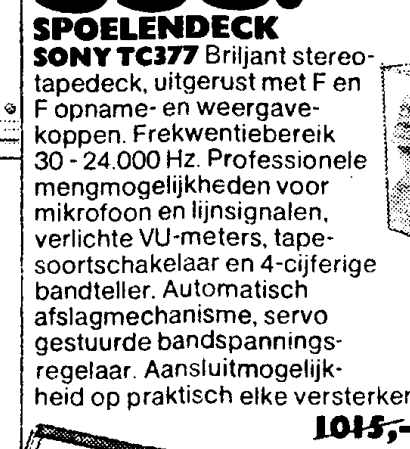 SPOELENDECK
SONY TC377 Briljant stereo-
tapedeck, uitgerust met F en
F opname- en weergave-
koppen. Frekwentiebereik
30 - 24.000 Hz. Professionele
mengmogelijkheden voor
mikrofoon en lijnsignalen,
verlichte VU-meters, tape-
soortschakelaar en 4-cijferige
bandteller. Automatisch
afslagmechanisme, servo
gestuurde bandspannings-
regelaar. Aansluitmogelijk-
heid op praktisch elke versterker
1015,-